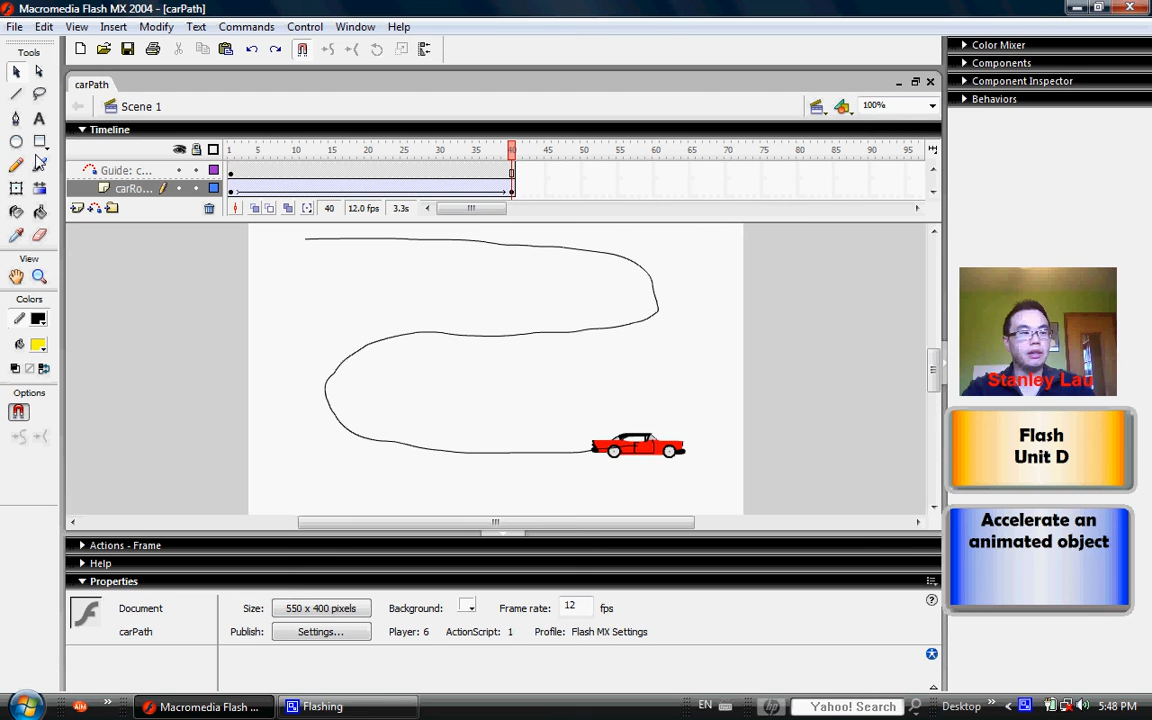 Macromedia Flash MX 2004 - [carPath]
File Edit View Insert Modify Text Commands Control Window Help
Tools
carPath
Scene 1
100%
Timeline
1 5 10 15 20 25 30 35 40 45 50 55 60 65 70 75 80 85 90 95
Guide: c...
carRo...
40 12.0 fps 3.3s
View
Colors
Options
Color Mixer
Components
Component Inspector
Behaviors
Stanley Lau
Flash
Unit D
Accelerate an
animated object
Actions - Frame
Help
Properties
Document
carPath
Size: 550 x 400 pixels Background: Frame rate: 12 fps
Publish: Settings... Player: 6 ActionScript: 1 Profile: Flash MX Settings
AIM
Macromedia Flash ...
Flashing
EN
hp
Yahoo! Search
Desktop
5:48 PM